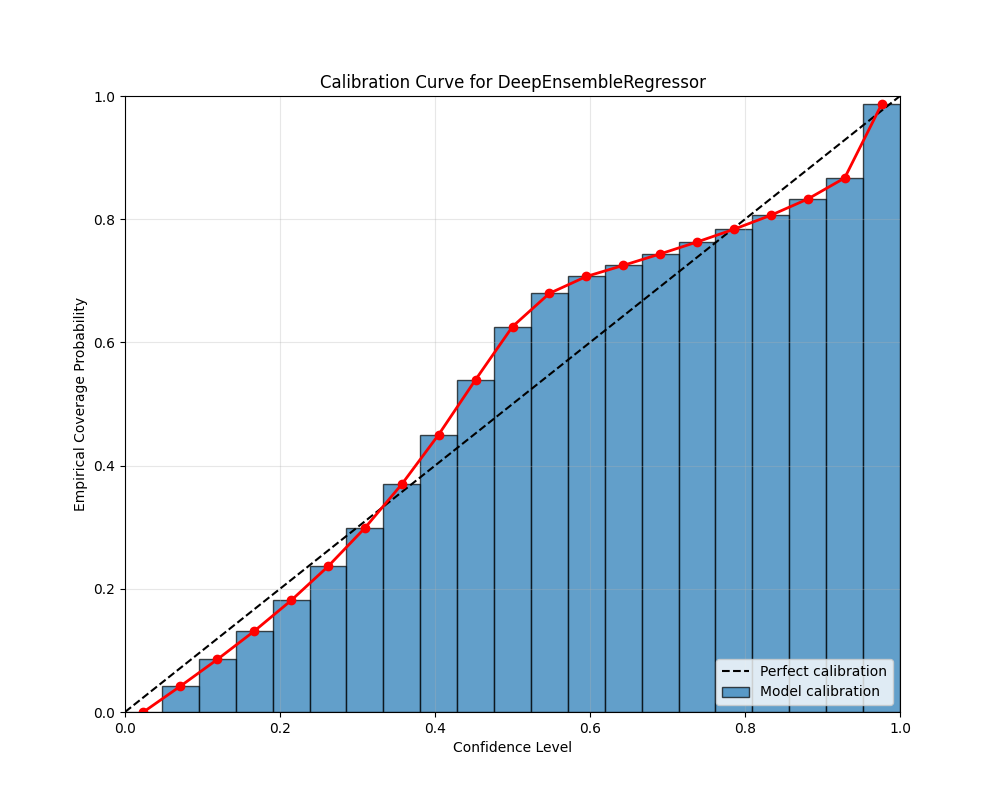 Calibration Curve for DeepEnsembleRegressor
1.0
0.8
0.6
0.4
0.2
0.0
Empirical Coverage Probability
0.0 0.2 0.4 0.6 0.8 1.0
Confidence Level
Perfect calibration
Model calibration